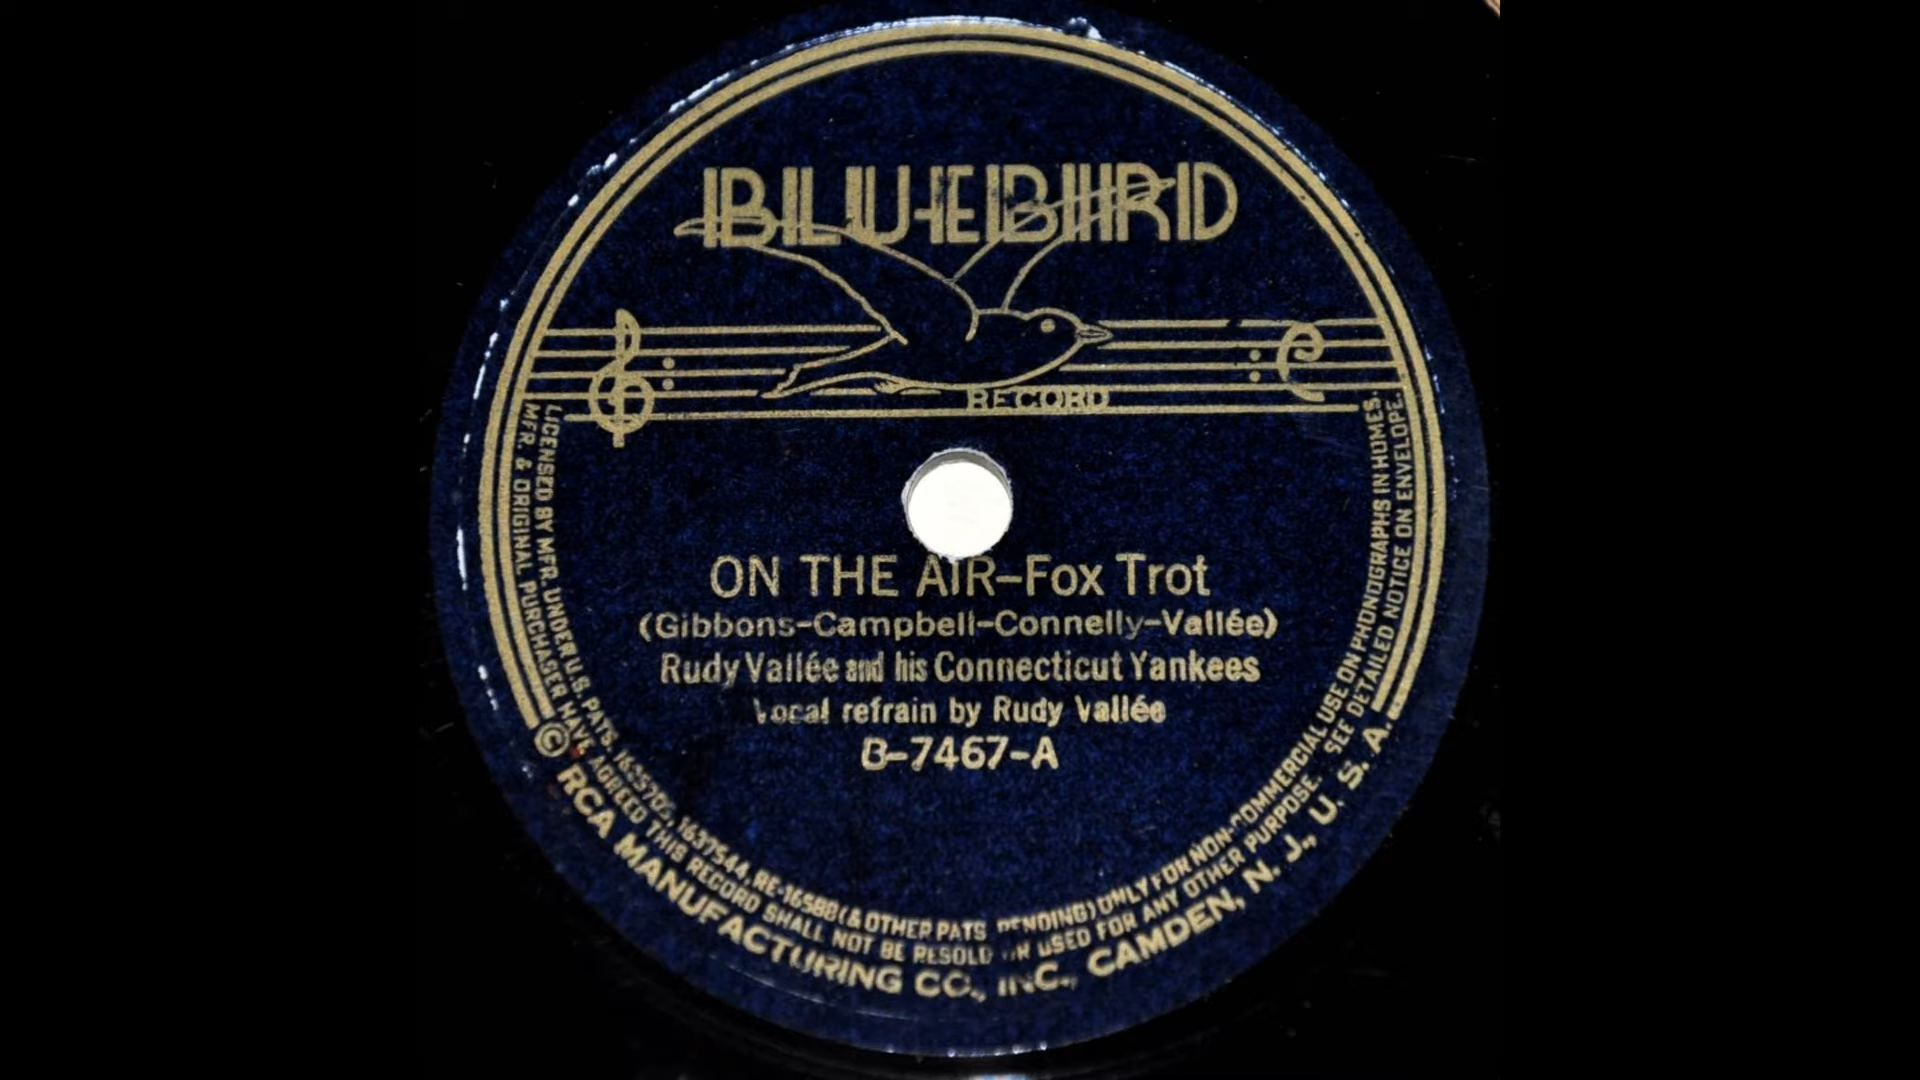 BLUEBIRD
RECORD
ON THE AIR–Fox Trot
(Gibbons–Campbell–Connelly–Vallée)
Rudy Vallée and his Connecticut Yankees
Vocal refrain by Rudy Vallée
B–7467–A
LICENSED BY MFR. UNDER U.S. PATS. 1637544, RE-16588 (& OTHER PATS PENDING) ONLY FOR NON-COMMERCIAL USE ON PHONOGRAPHS IN HOMES.
MFR. & ORIGINAL PURCHASER HAVE AGREED THIS RECORD SHALL NOT BE RESOLD OR USED FOR ANY OTHER PURPOSE. SEE DETAILED NOTICE ON ENVELOPE.
© RCA MANUFACTURING CO., INC., CAMDEN, N. J., U. S. A.